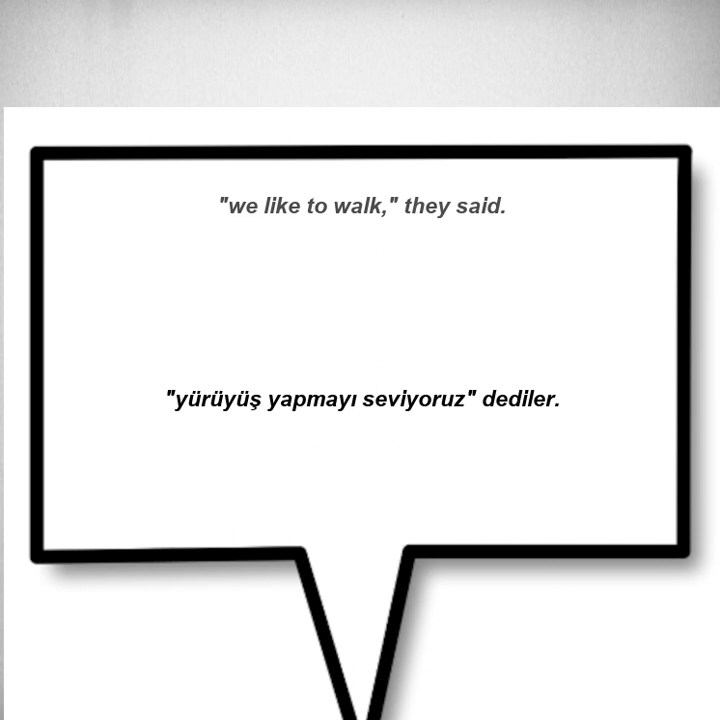 "we like to walk," they said.
"yürüyüş yapmayı seviyoruz" dediler.